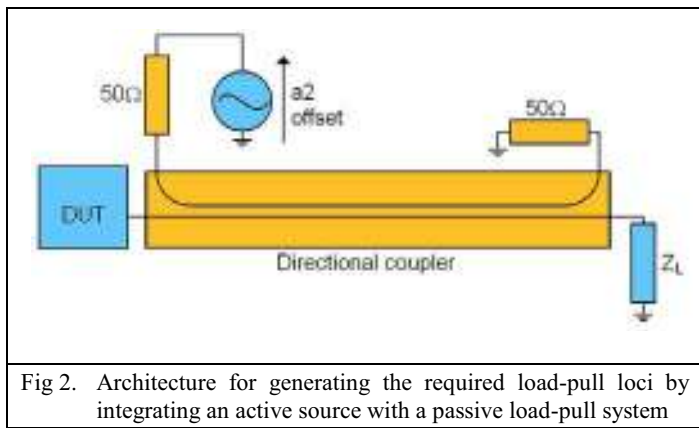 50Ω
a2
offset
50Ω
DUT
Directional coupler
ZL
Fig 2. Architecture for generating the required load-pull loci by
integrating an active source with a passive load-pull system